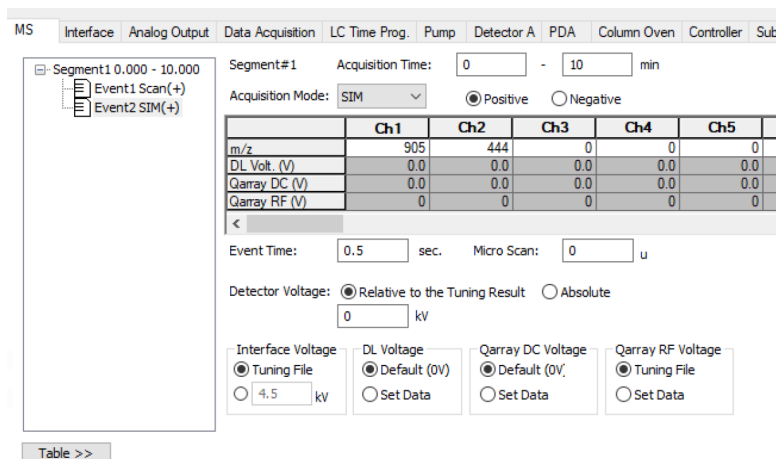 MS Interface Analog Output Data Acquisition LC Time Prog. Pump Detector A PDA Column Oven Controller Sub
Segment1 0.000 - 10.000
Event1 Scan(+)
Event2 SIM(+)
Segment#1 Acquisition Time: 0 - 10 min
Acquisition Mode: SIM Positive Negative
Ch1 Ch2 Ch3 Ch4 Ch5
m/z 905 444 0 0 0
DL Volt. (V) 0.0 0.0 0.0 0.0 0.0
Qarray DC (V) 0.0 0.0 0.0 0.0 0.0
Qarray RF (V) 0 0 0 0 0
Event Time: 0.5 sec. Micro Scan: 0 u
Detector Voltage: Relative to the Tuning Result Absolute
0 kV
Interface Voltage DL Voltage Qarray DC Voltage Qarray RF Voltage
Tuning File Default (0V) Default (0V) Tuning File
4.5 kV Set Data Set Data Set Data
Table >>